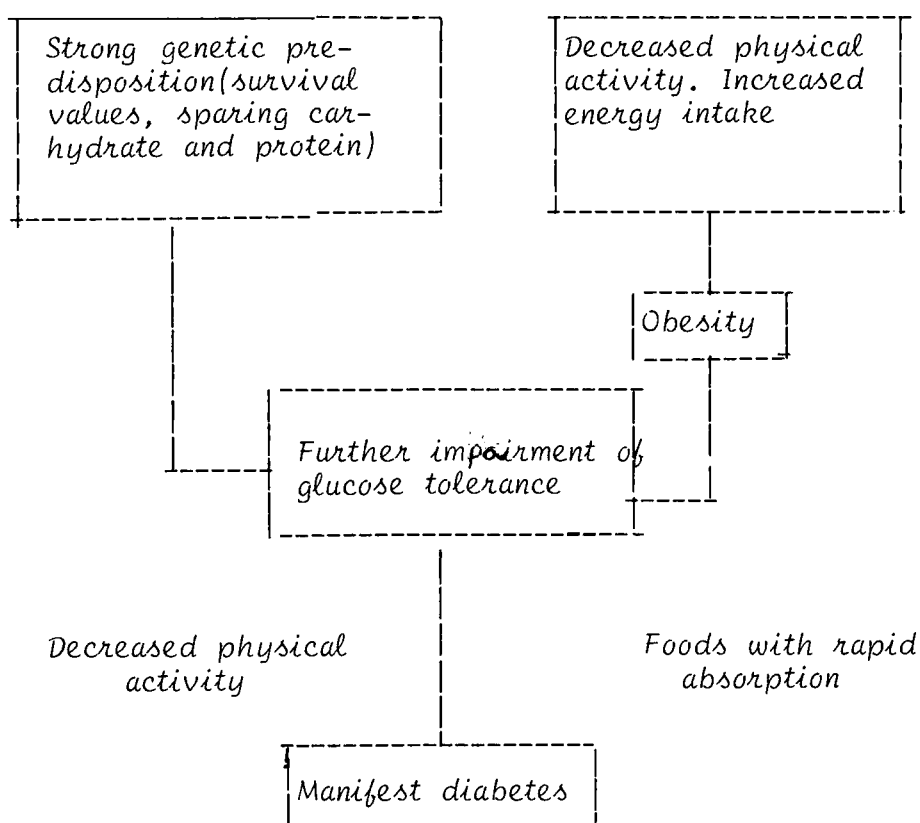 Strong genetic pre-
disposition(survival
values, sparing car-
hydrate and protein)
Decreased physical
activity. Increased
energy intake
Obesity
Further impairment of
glucose tolerance
Decreased physical
activity
Foods with rapid
absorption
Manifest diabetes